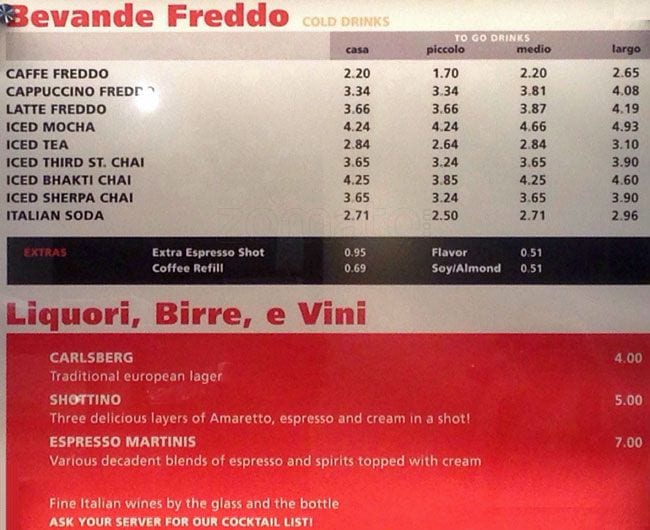 Bevande Freddo COLD DRINKS
TO GO DRINKS
casa piccolo medio largo
CAFFE FREDDO 2.20 1.70 2.20 2.65
CAPPUCCINO FREDDO 3.34 3.34 3.81 4.08
LATTE FREDDO 3.66 3.66 3.87 4.19
ICED MOCHA 4.24 4.24 4.66 4.93
ICED TEA 2.84 2.64 2.84 3.10
ICED THIRD ST. CHAI 3.65 3.24 3.65 3.90
ICED BHAKTI CHAI 4.25 3.85 4.25 4.60
ICED SHERPA CHAI 3.65 3.24 3.65 3.90
ITALIAN SODA 2.71 2.50 2.71 2.96
zomato
EXTRAS Extra Espresso Shot 0.95 Flavor 0.51
Coffee Refill 0.69 Soy/Almond 0.51
Liquori, Birre, e Vini
CARLSBERG 4.00
Traditional european lager
SHOTTINO 5.00
Three delicious layers of Amaretto, espresso and cream in a shot!
ESPRESSO MARTINIS 7.00
Various decadent blends of espresso and spirits topped with cream
Fine Italian wines by the glass and the bottle
ASK YOUR SERVER FOR OUR COCKTAIL LIST!